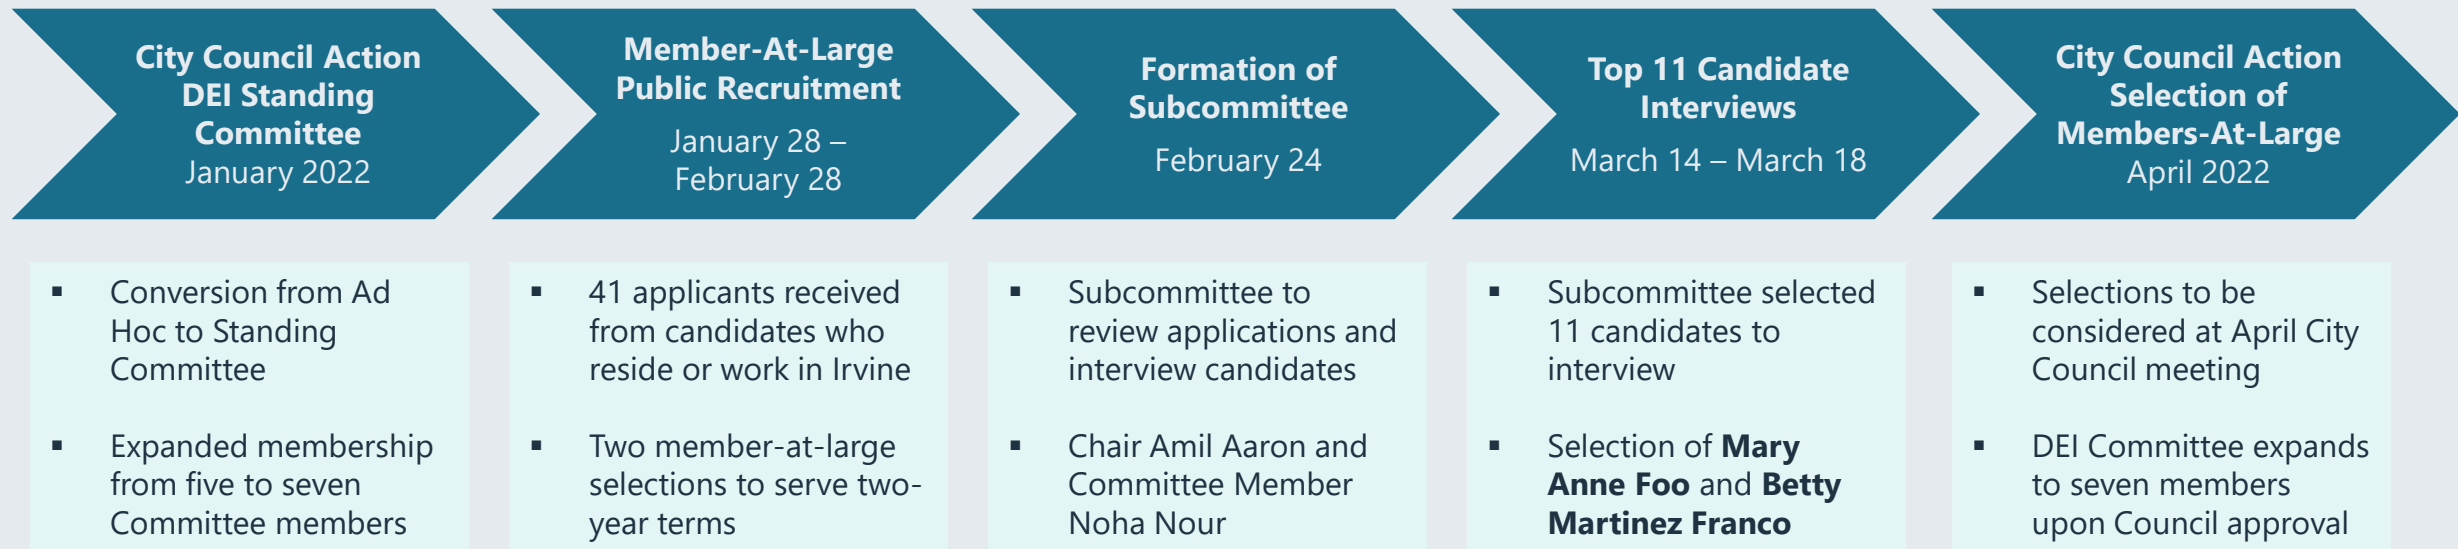 City Council Action
DEI Standing
Committee
January 2022
Member-At-Large
Public Recruitment
January 28 –
February 28
Formation of
Subcommittee
February 24
Top 11 Candidate
Interviews
March 14 – March 18
City Council Action
Selection of
Members-At-Large
April 2022
▪ Conversion from Ad
Hoc to Standing
Committee
▪ Expanded membership
from five to seven
Committee members
▪ 41 applicants received
from candidates who
reside or work in Irvine
▪ Two member-at-large
selections to serve two-
year terms
▪ Subcommittee to
review applications and
interview candidates
▪ Chair Amil Aaron and
Committee Member
Noha Nour
▪ Subcommittee selected
11 candidates to
interview
▪ Selection of Mary
Anne Foo and Betty
Martinez Franco
▪ Selections to be
considered at April City
Council meeting
▪ DEI Committee expands
to seven members
upon Council approval